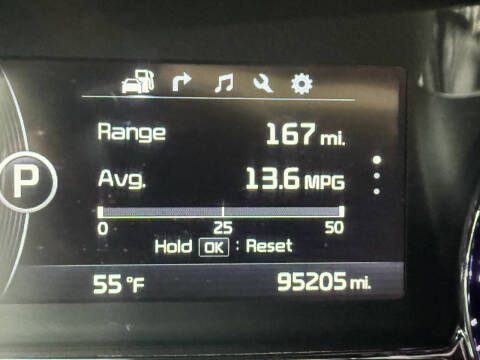 Range 167 mi.
P
Avg. 13.6 MPG
0 25 50
Hold OK : Reset
55 °F 95205 mi.